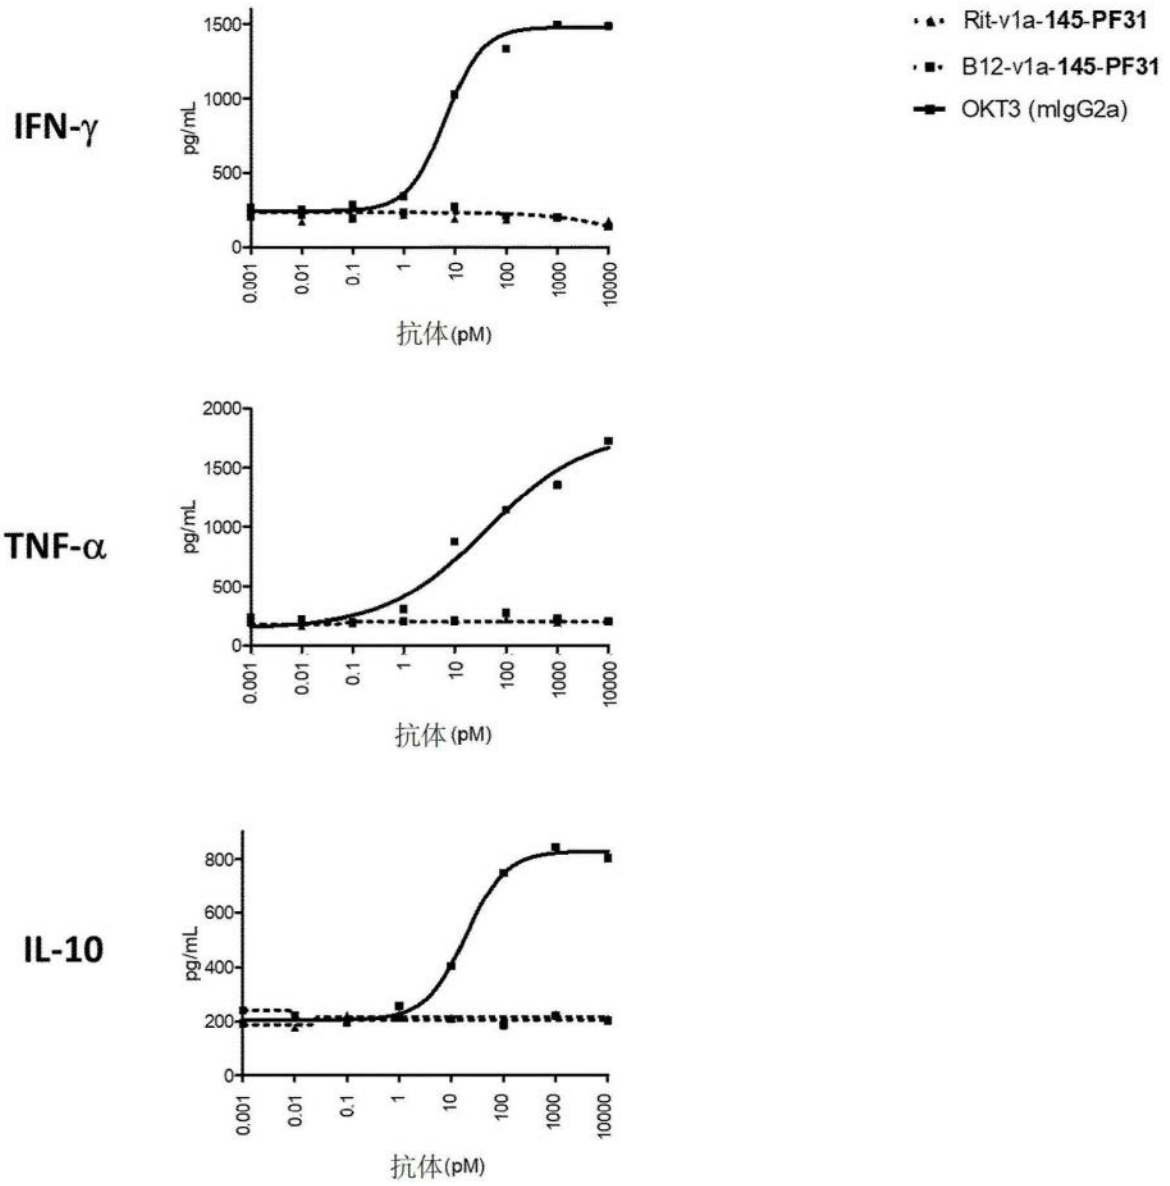 Rit-v1a-145-PF31
B12-v1a-145-PF31
OKT3 (mIgG2a)
IFN-γ
pg/mL
1500
1000
500
0
0.001 0.01 0.1 1 10 100 1000 10000
抗体(pM)
TNF-α
pg/mL
2000
1500
1000
500
0
0.001 0.01 0.1 1 10 100 1000 10000
抗体(pM)
IL-10
pg/mL
800
600
400
200
0
0.001 0.01 0.1 1 10 100 1000 10000
抗体(pM)